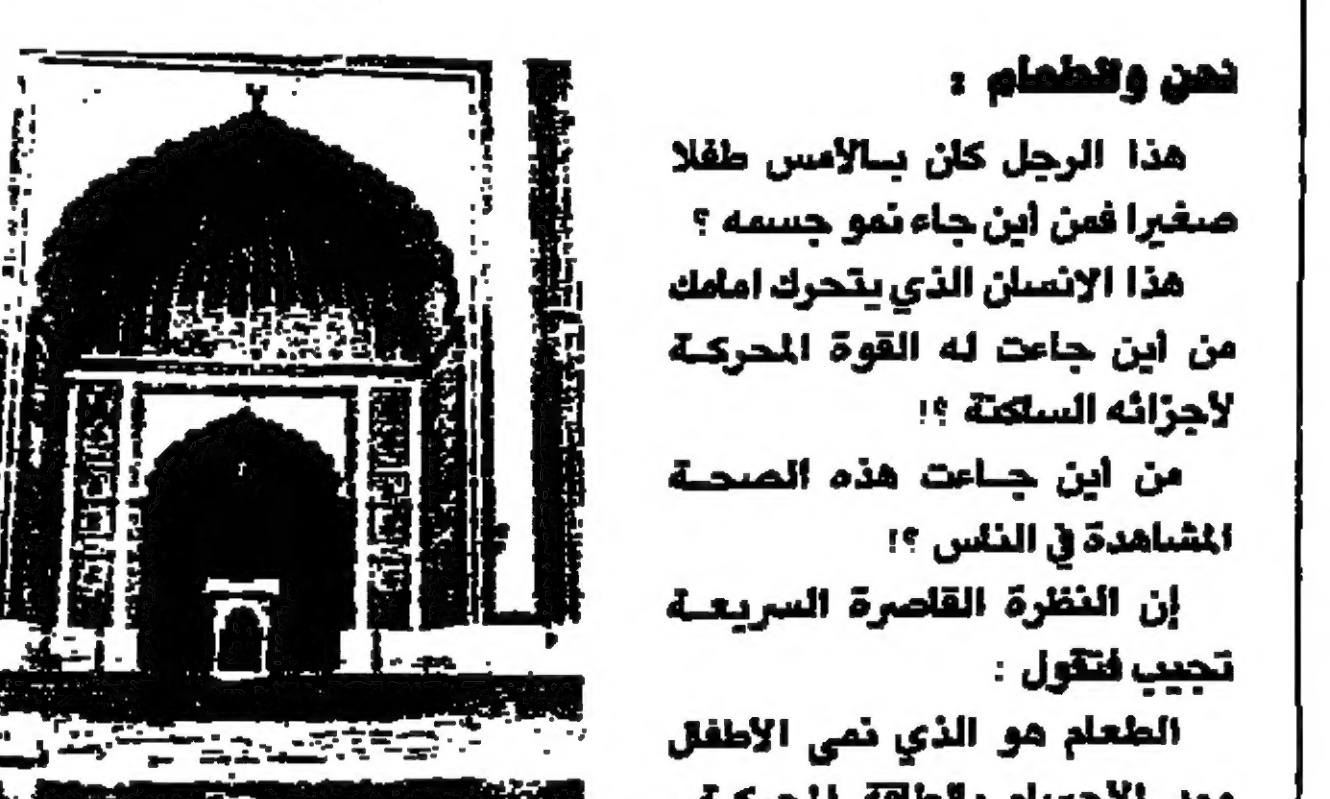 نحن والطعام :
هذا الرجل كان بالأمس طفلا
صغيرا فمن أين جاء نمو جسمه ؟
هذا الانسان الذي يتحرك امامك
من أين جاءت له القوة المحركة
لأجزائه الساكنة ؟!
من أين جاءت هذه الصحة
المشاهدة في الناس ؟!
إن النظرة القاصرة السريعة
تجيب فتقول :
الطعام هو الذي نمى الأطفال